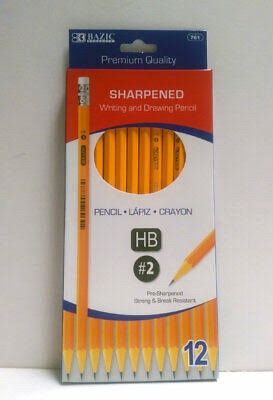 BAZIC
761
Premium Quality
SHARPENED
Writing and Drawing Pencil
PENCIL • LÁPIZ • CRAYON
HB
#2
Pre-Sharpened
Strong & Break Resistant
12